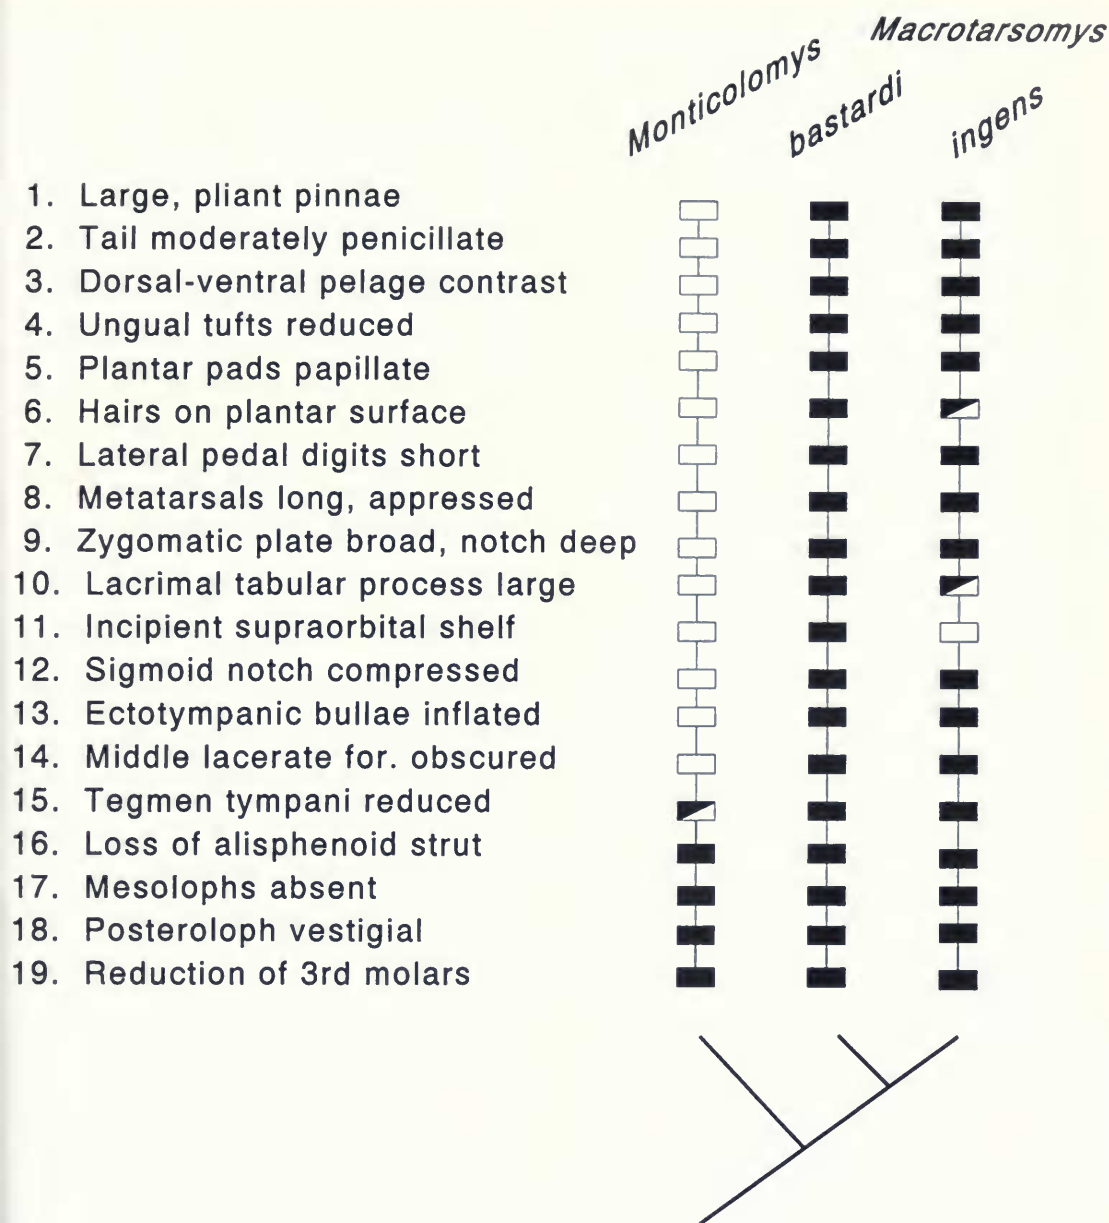 Macrotarsomys
Monticolomys bastardi ingens
1. Large, pliant pinnae
2. Tail moderately penicillate
3. Dorsal-ventral pelage contrast
4. Ungual tufts reduced
5. Plantar pads papillate
6. Hairs on plantar surface
7. Lateral pedal digits short
8. Metatarsals long, appressed
9. Zygomatic plate broad, notch deep
10. Lacrimal tabular process large
11. Incipient supraorbital shelf
12. Sigmoid notch compressed
13. Ectotympanic bullae inflated
14. Middle lacerate for. obscured
15. Tegmen tympani reduced
16. Loss of alisphenoid strut
17. Mesolophs absent
18. Posteroloph vestigial
19. Reduction of 3rd molars